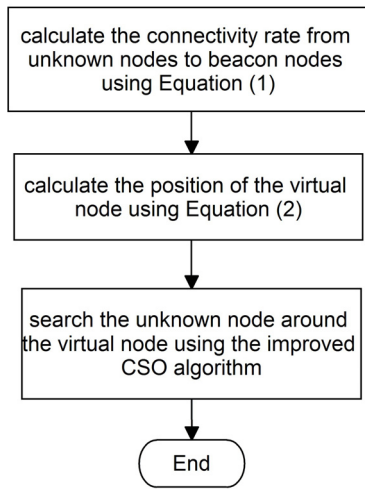 calculate the connectivity rate from
unknown nodes to beacon nodes
using Equation (1)
calculate the position of the virtual
node using Equation (2)
search the unknown node around
the virtual node using the improved
CSO algorithm
End